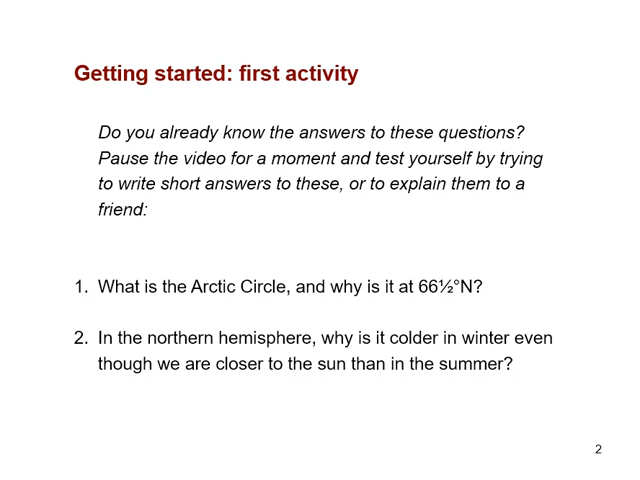 Getting started: first activity
Do you already know the answers to these questions?
Pause the video for a moment and test yourself by trying
to write short answers to these, or to explain them to a
friend:
1. What is the Arctic Circle, and why is it at 66½°N?
2. In the northern hemisphere, why is it colder in winter even
though we are closer to the sun than in the summer?
2